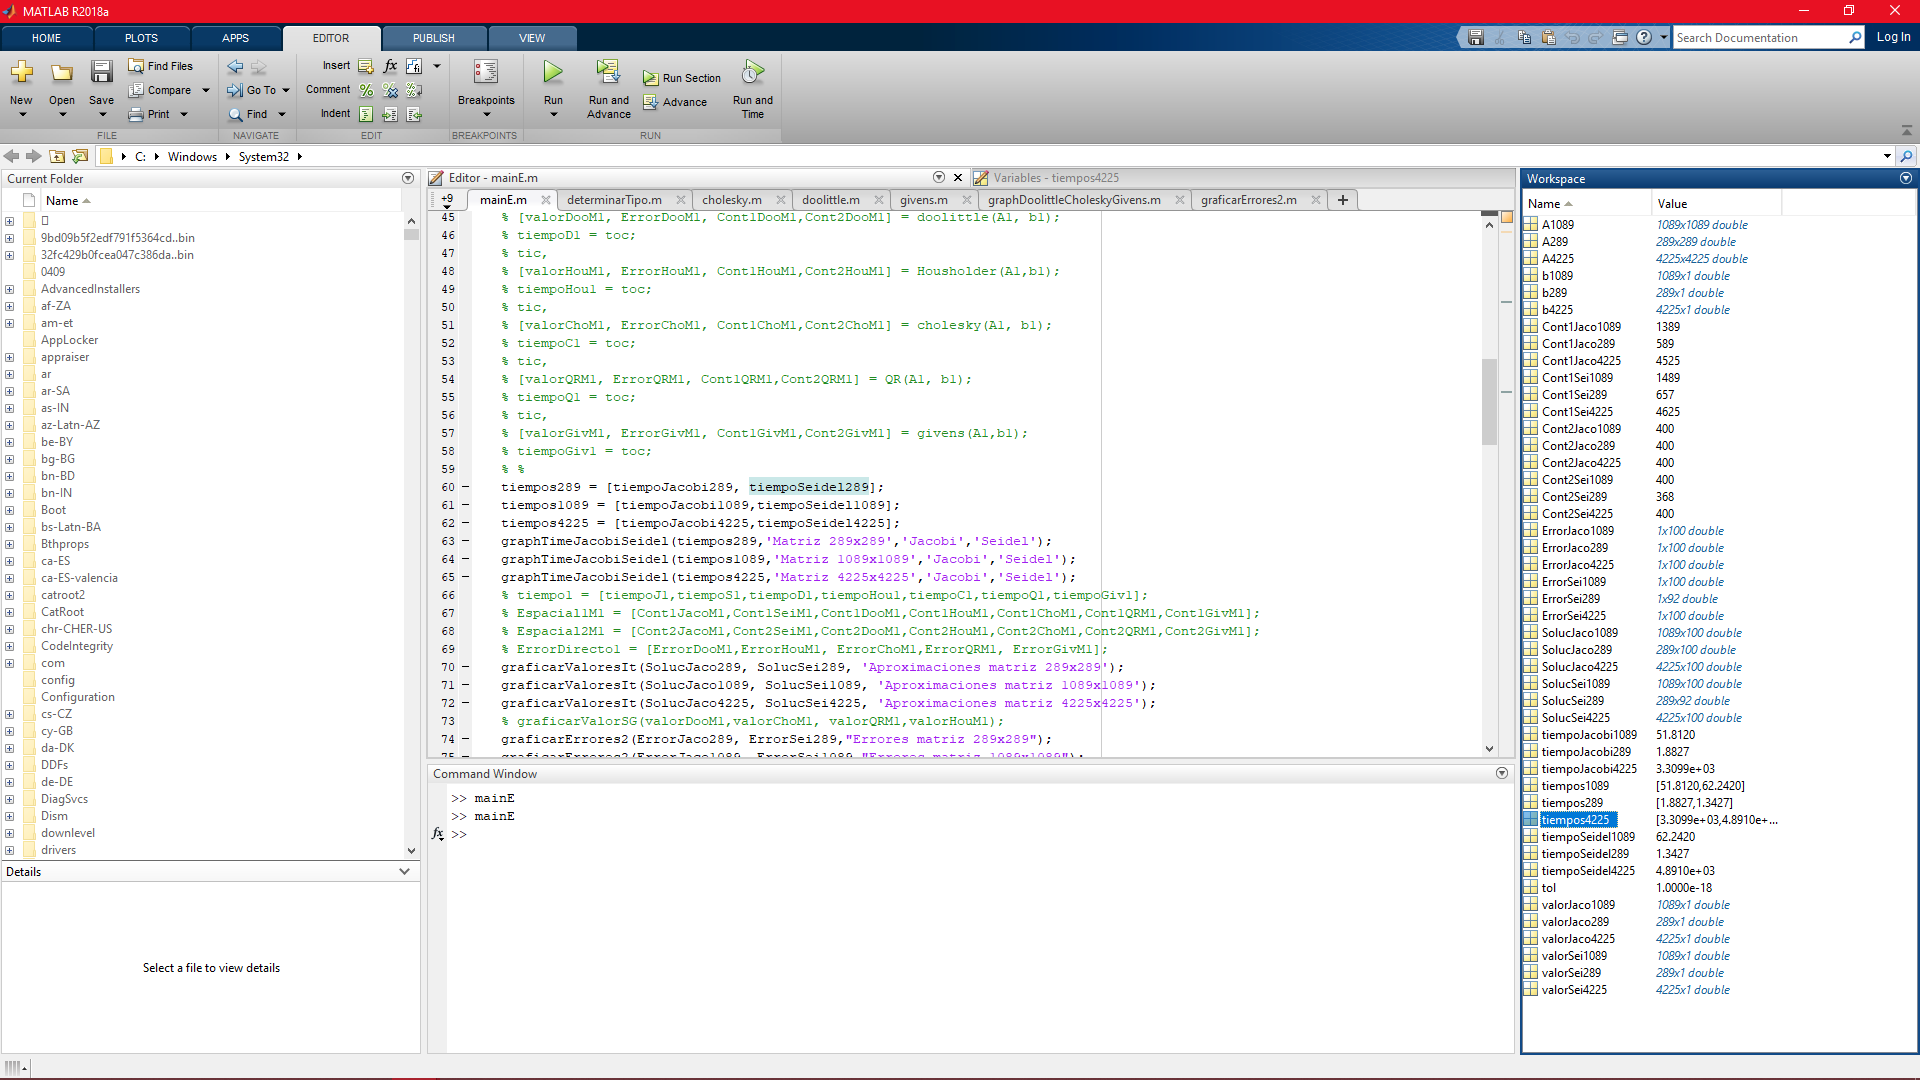 MATLAB R2018a
HOME PLOTS APPS EDITOR PUBLISH VIEW
Search Documentation
Log In
New
Open
Save
Find Files
Compare
Print
FILE
Go To
Find
NAVIGATE
Insert
Comment
Indent
EDIT
Breakpoints
BREAKPOINTS
Run
Run and Advance
Run Section
Advance
Run and Time
RUN
C: Windows System32
Current Folder
Name
9bd09b5f2edf791f5364cd..bin
32fc429b0fcea047c386da..bin
0409
AdvancedInstallers
af-ZA
am-et
AppLocker
appraiser
ar
ar-SA
as-IN
az-Latn-AZ
be-BY
bg-BG
bn-BD
bn-IN
Boot
bs-Latn-BA
Bthprops
ca-ES
ca-ES-valencia
catroot2
CatRoot
chr-CHER-US
CodeIntegrity
com
config
Configuration
cs-CZ
cy-GB
da-DK
DDFs
de-DE
DiagSvcs
Dism
downlevel
drivers
Details
Select a file to view details
Editor - mainE.m
Variables - tiempos4225
+9 mainE.m determinarTipo.m cholesky.m doolittle.m givens.m graphDoolittleCholeskyGivens.m graficarErrores2.m
45 % [valorDooM1, ErrorDooM1, Cont1DooM1,Cont2DooM1] = doolittle(A1, b1);
46 % tiempoD1 = toc;
47 % tic,
48 % [valorHouM1, ErrorHouM1, Cont1HouM1,Cont2HouM1] = Housholder(A1,b1);
49 % tiempoHou1 = toc;
50 % tic,
51 % [valorChoM1, ErrorChoM1, Cont1ChoM1,Cont2ChoM1] = cholesky(A1, b1);
52 % tiempoC1 = toc;
53 % tic,
54 % [valorQRM1, ErrorQRM1, Cont1QRM1,Cont2QRM1] = QR(A1, b1);
55 % tiempoQ1 = toc;
56 % tic,
57 % [valorGivM1, ErrorGivM1, Cont1GivM1,Cont2GivM1] = givens(A1,b1);
58 % tiempoGiv1 = toc;
59 % %
60 – tiempos289 = [tiempoJacobi289, tiempoSeidel289];
61 – tiempos1089 = [tiempoJacobi1089,tiempoSeidel1089];
62 – tiempos4225 = [tiempoJacobi4225,tiempoSeidel4225];
63 – graphTimeJacobiSeidel(tiempos289,'Matriz 289x289','Jacobi','Seidel');
64 – graphTimeJacobiSeidel(tiempos1089,'Matriz 1089x1089','Jacobi','Seidel');
65 – graphTimeJacobiSeidel(tiempos4225,'Matriz 4225x4225','Jacobi','Seidel');
66 % tiempo1 = [tiempoJ1,tiempoS1,tiempoD1,tiempoHou1,tiempoC1,tiempoQ1,tiempoGiv1];
67 % Espacial1M1 = [Cont1JacoM1,Cont1SeiM1,Cont1DooM1,Cont1HouM1,Cont1ChoM1,Cont1QRM1,Cont1GivM1];
68 % Espacial2M1 = [Cont2JacoM1,Cont2SeiM1,Cont2DooM1,Cont2HouM1,Cont2ChoM1,Cont2QRM1,Cont2GivM1];
69 % ErrorDirecto1 = [ErrorDooM1,ErrorHouM1, ErrorChoM1,ErrorQRM1, ErrorGivM1];
70 – graficarValoresIt(SolucJaco289, SolucSei289, 'Aproximaciones matriz 289x289');
71 – graficarValoresIt(SolucJaco1089, SolucSei1089, 'Aproximaciones matriz 1089x1089');
72 – graficarValoresIt(SolucJaco4225, SolucSei4225, 'Aproximaciones matriz 4225x4225');
73 % graficarValorSG(valorDooM1,valorChoM1, valorQRM1,valorHouM1);
74 – graficarErrores2(ErrorJaco289, ErrorSei289,"Errores matriz 289x289");
75 – graficarErrores2(ErrorJaco1089, ErrorSei1089,"Errores matriz 1089x1089");
Command Window
>> mainE
>> mainE
fx >>
Workspace
Name Value
A1089 1089x1089 double
A289 289x289 double
A4225 4225x4225 double
b1089 1089x1 double
b289 289x1 double
b4225 4225x1 double
Cont1Jaco1089 1389
Cont1Jaco289 589
Cont1Jaco4225 4525
Cont1Sei1089 1489
Cont1Sei289 657
Cont1Sei4225 4625
Cont2Jaco1089 400
Cont2Jaco289 400
Cont2Jaco4225 400
Cont2Sei1089 400
Cont2Sei289 368
Cont2Sei4225 400
ErrorJaco1089 1x100 double
ErrorJaco289 1x100 double
ErrorJaco4225 1x100 double
ErrorSei1089 1x100 double
ErrorSei289 1x92 double
ErrorSei4225 1x100 double
SolucJaco1089 1089x100 double
SolucJaco289 289x100 double
SolucJaco4225 4225x100 double
SolucSei1089 1089x100 double
SolucSei289 289x92 double
SolucSei4225 4225x100 double
tiempoJacobi1089 51.8120
tiempoJacobi289 1.8827
tiempoJacobi4225 3.3099e+03
tiempos1089 [51.8120,62.2420]
tiempos289 [1.8827,1.3427]
tiempos4225 [3.3099e+03,4.8910e+...
tiempoSeidel1089 62.2420
tiempoSeidel289 1.3427
tiempoSeidel4225 4.8910e+03
tol 1.0000e-18
valorJaco1089 1089x1 double
valorJaco289 289x1 double
valorJaco4225 4225x1 double
valorSei1089 1089x1 double
valorSei289 289x1 double
valorSei4225 4225x1 double